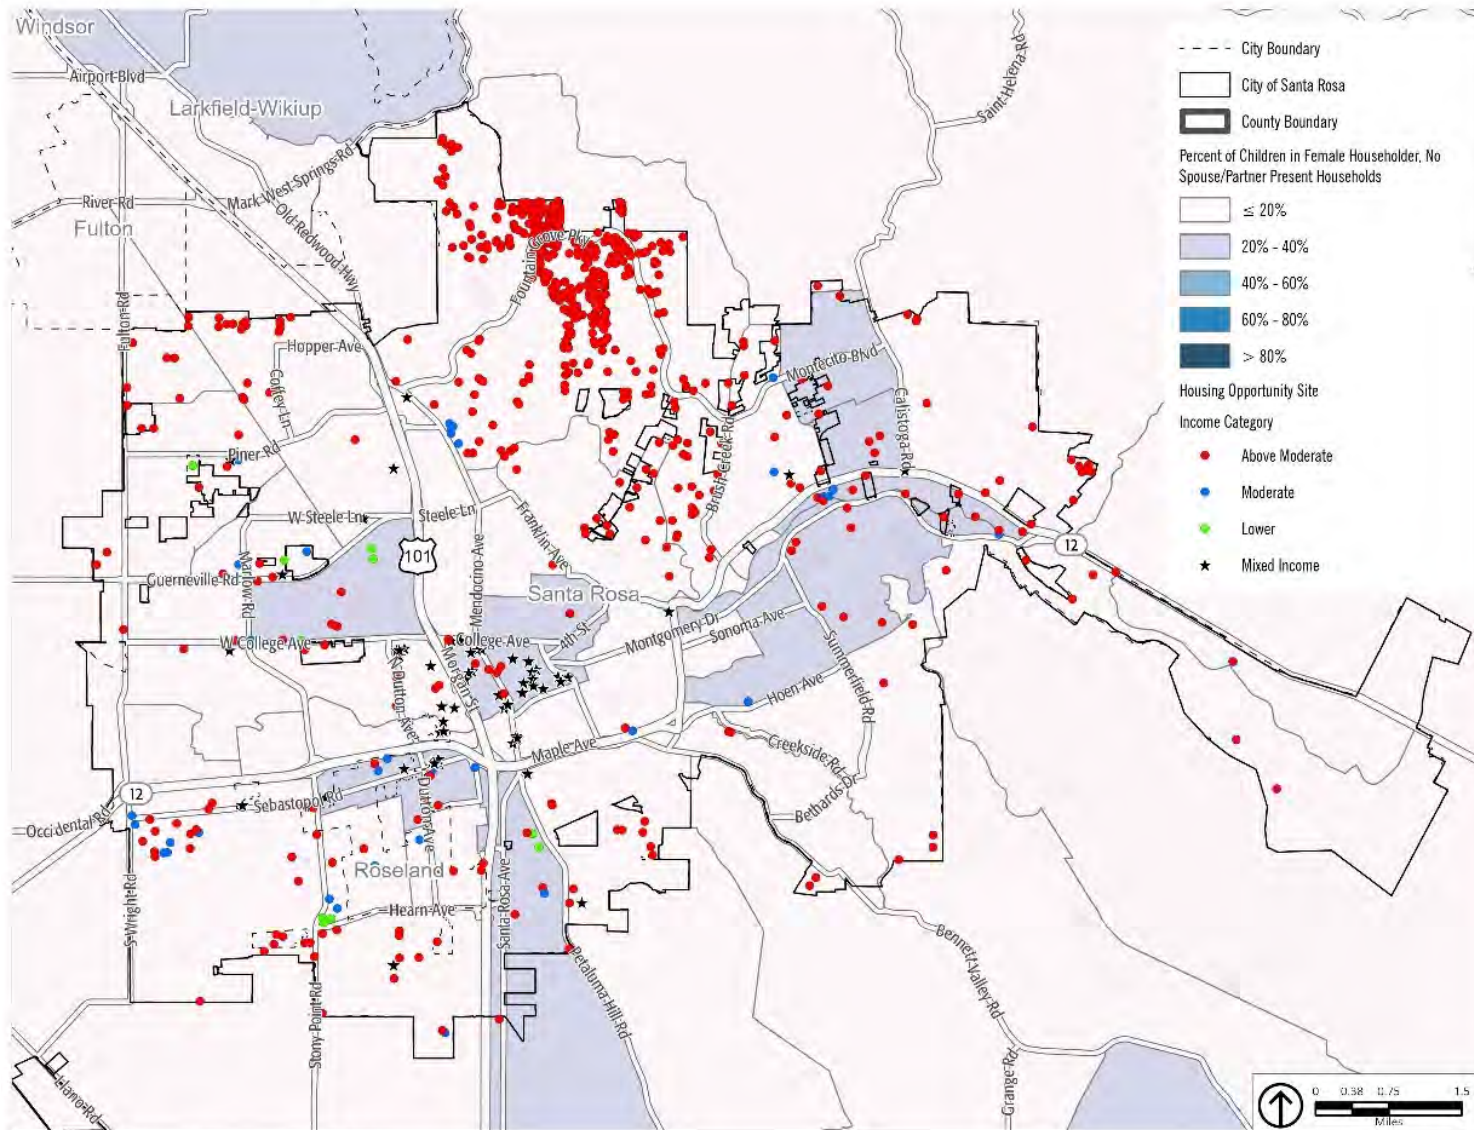 Windsor
Airport Blvd
Larkfield-Wikiup
Mark West Springs Rd
River Rd
Fulton
Old Redwood Hwy
Saint Helena Rd
Fountain Grove Pky
Fulton Rd
Hopper Ave
Coffey Ln
Piner Rd
Montecito Blvd
Calistoga Rd
Brush Creek Rd
W Steele Ln
Steele Ln
Franklin Ave
101
12
Mendocino Ave
Guerneville Rd
Marlow Rd
Santa Rosa
W College Ave
College Ave
4th St
Montgomery Dr
Sonoma Ave
Summerfield Rd
Morgan St
N Dutton Ave
Hoen Ave
Maple Ave
Creekside Rd
Bethards Dr
12
Sebastopol Rd
Occidental Rd
Dutton Ave
Roseland
Hearn Ave
S Wright Rd
Santa Rosa Ave
Stony Point Rd
Petaluma Hill Rd
Bennett Valley Rd
Grange Rd
Llano Rd
City Boundary
City of Santa Rosa
County Boundary
Percent of Children in Female Householder, No
Spouse/Partner Present Households
≤ 20%
20% - 40%
40% - 60%
60% - 80%
> 80%
Housing Opportunity Site
Income Category
Above Moderate
Moderate
Lower
Mixed Income
0 0.38 0.75 1.5
Miles